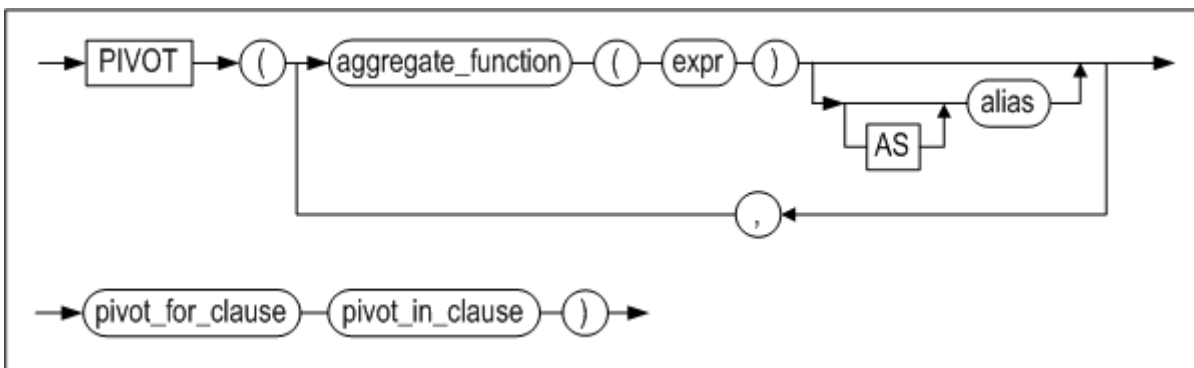 PIVOT ( aggregate_function ( expr )
alias
AS
,
pivot_for_clause pivot_in_clause )